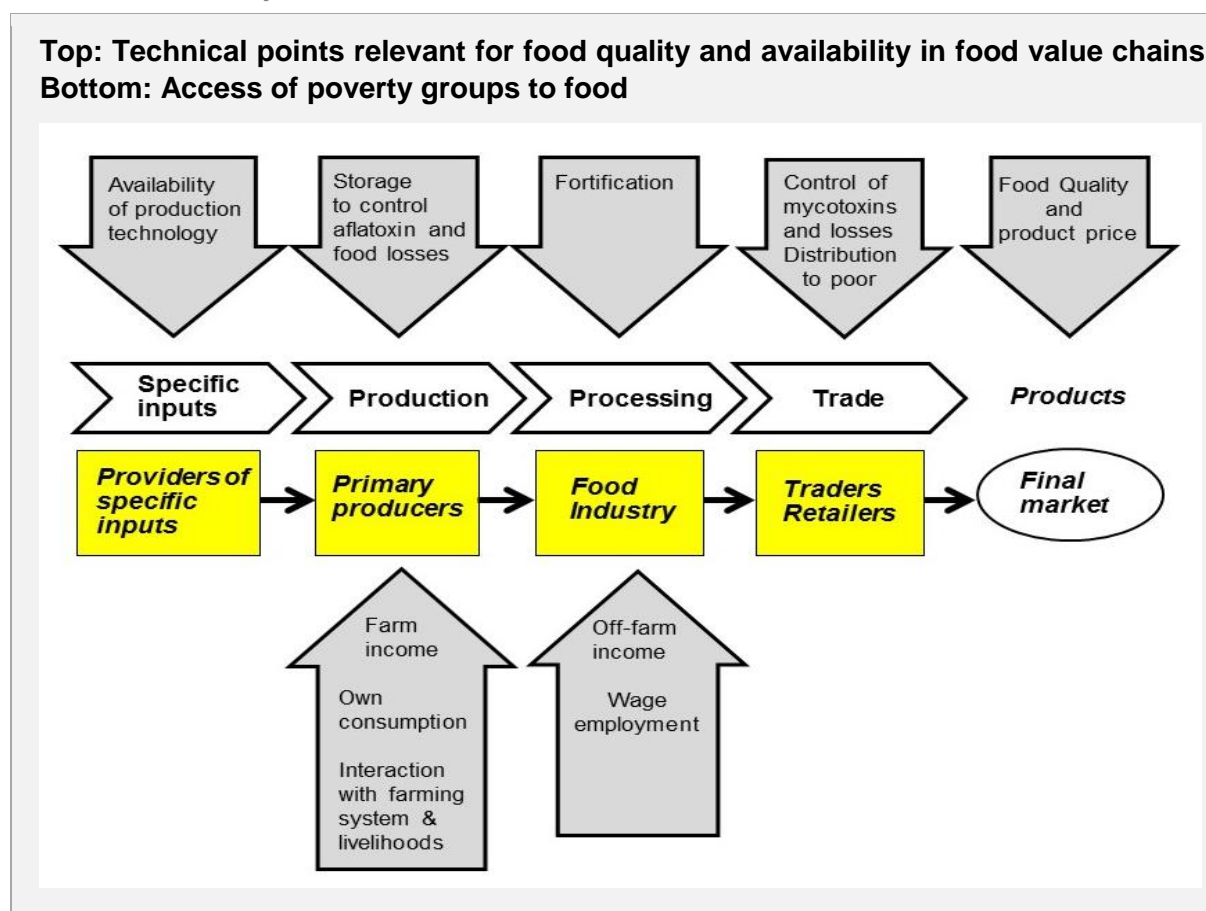 Top: Technical points relevant for food quality and availability in food value chains
Bottom: Access of poverty groups to food
Availability
of production
technology
Storage
to control
aflatoxin and
food losses
Fortification
Control of
mycotoxins
and losses
Distribution
to poor
Food Quality
and
product price
Specific
inputs
Production
Processing
Trade
Products
Providers of
specific
inputs
Primary
producers
Food
Industry
Traders
Retailers
Final
market
Farm
income
Own
consumption
Interaction
with farming
system &
livelihoods
Off-farm
income
Wage
employment